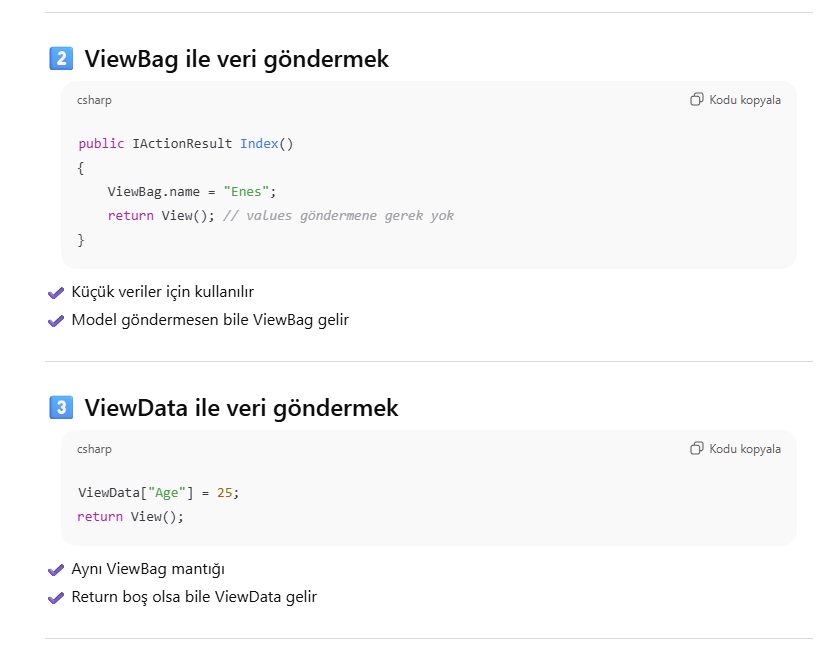 2 ViewBag ile veri göndermek
csharp
Kodu kopyala
public IActionResult Index()
{
    ViewBag.name = "Enes";
    return View(); // values göndermene gerek yok
}
Küçük veriler için kullanılır
Model göndermesen bile ViewBag gelir
3 ViewData ile veri göndermek
csharp
Kodu kopyala
ViewData["Age"] = 25;
return View();
Aynı ViewBag mantığı
Return boş olsa bile ViewData gelir